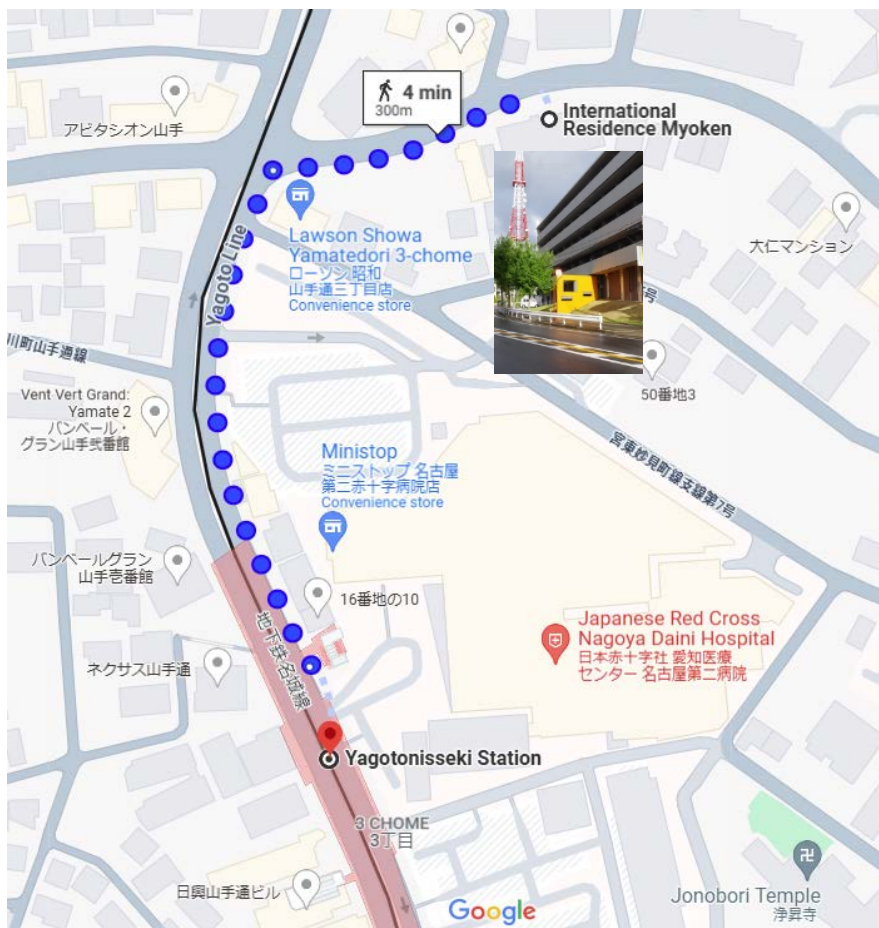 4 min
300m
International
Residence Myoken
アビタシオン山手
大仁マンション
Lawson Showa
Yamatedori 3-chome
ローソン 昭和
山手通三丁目店
Convenience store
Yagoto Line
川町山手通線
50番地3
Vent Vert Grand:
Yamate 2
バンベール・
グラン山手弐番館
Ministop
ミニストップ 名古屋
第二赤十字病院店
Convenience store
宮東妙見町線支線第7号
バンベールグラン
山手壱番館
16番地の10
地下鉄名城線
Japanese Red Cross
Nagoya Daini Hospital
日本赤十字社 愛知医療
センター 名古屋第二病院
ネクサス山手通
Yagotonisseki Station
3 CHOME
3丁目
日興山手通ビル
Google
Jonobori Temple
浄昇寺